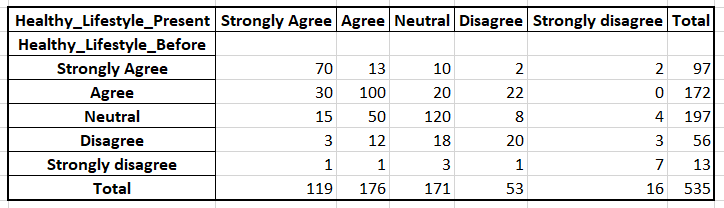 Healthy_Lifestyle_Present Strongly Agree Agree Neutral Disagree Strongly disagree Total
Healthy_Lifestyle_Before
Strongly Agree 70 13 10 2 2 97
Agree 30 100 20 22 0 172
Neutral 15 50 120 8 4 197
Disagree 3 12 18 20 3 56
Strongly disagree 1 1 3 1 7 13
Total 119 176 171 53 16 535